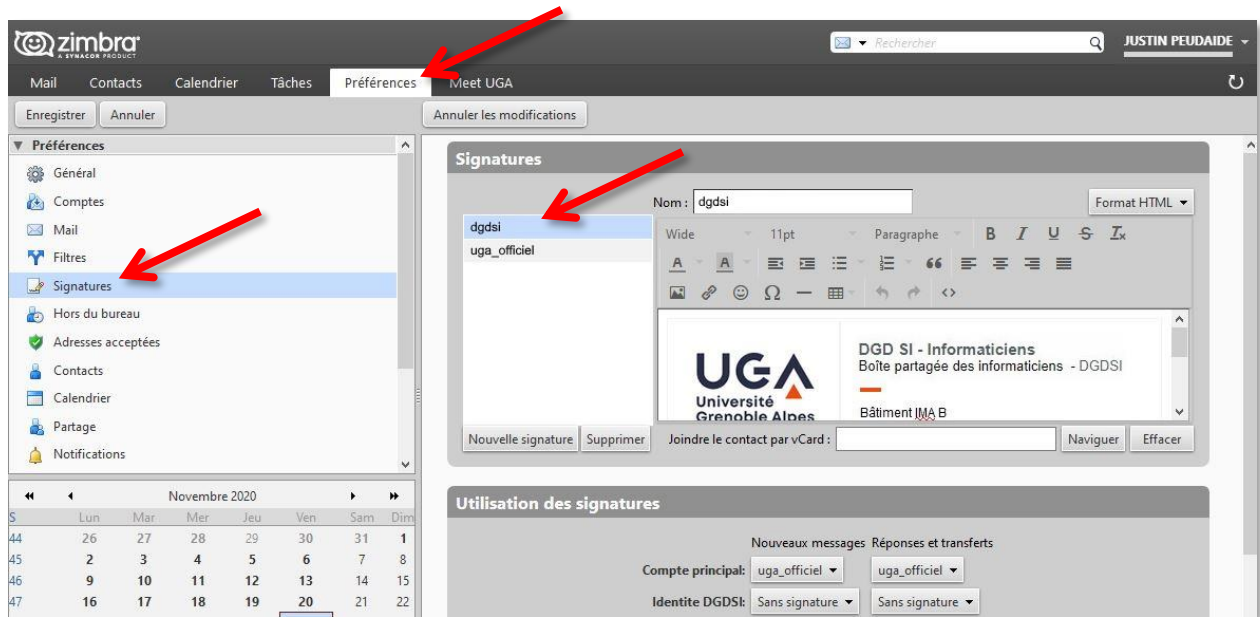 zimbra
A SYNACOR PRODUCT
Rechercher
JUSTIN PEUDAIDE
Mail Contacts Calendrier Tâches Préférences Meet UGA
Enregistrer Annuler Annuler les modifications
Préférences
Général
Comptes
Mail
Filtres
Signatures
Hors du bureau
Adresses acceptées
Contacts
Calendrier
Partage
Notifications
Novembre 2020
S Lun Mar Mer Jeu Ven Sam Dim
44 26 27 28 29 30 31 1
45 2 3 4 5 6 7 8
46 9 10 11 12 13 14 15
47 16 17 18 19 20 21 22
Signatures
Nom : dgdsi
Format HTML
dgdsi
uga_officiel
Wide 11pt Paragraphe B I U S Tx
A A
Ω
UGA
Université
Grenoble Alpes
DGD SI - Informaticiens
Boîte partagée des informaticiens - DGDSI
Bâtiment IMA B
Nouvelle signature Supprimer Joindre le contact par vCard : Naviguer Effacer
Utilisation des signatures
Nouveaux messages Réponses et transferts
Compte principal: uga_officiel uga_officiel
Identite DGDSI: Sans signature Sans signature